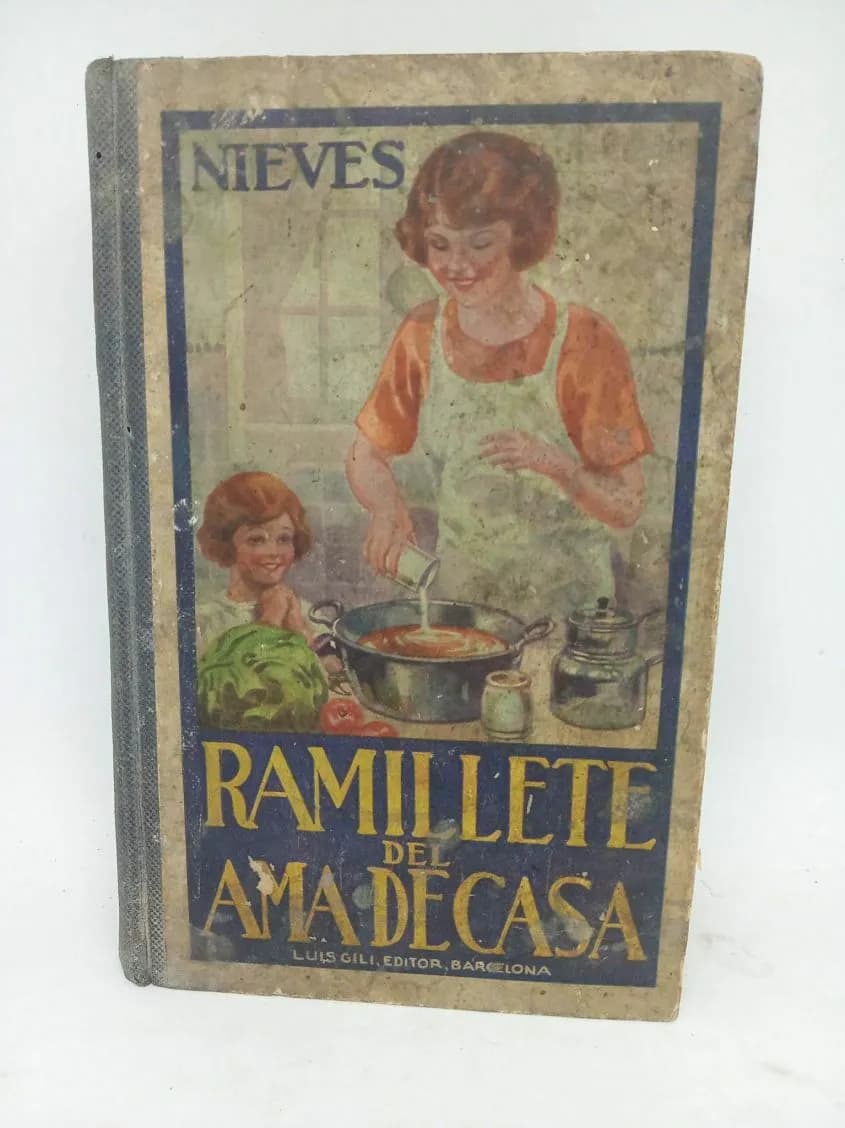 NIEVES
RAMILLETE
DEL
AMA DE CASA
LUIS GILI, EDITOR, BARCELONA